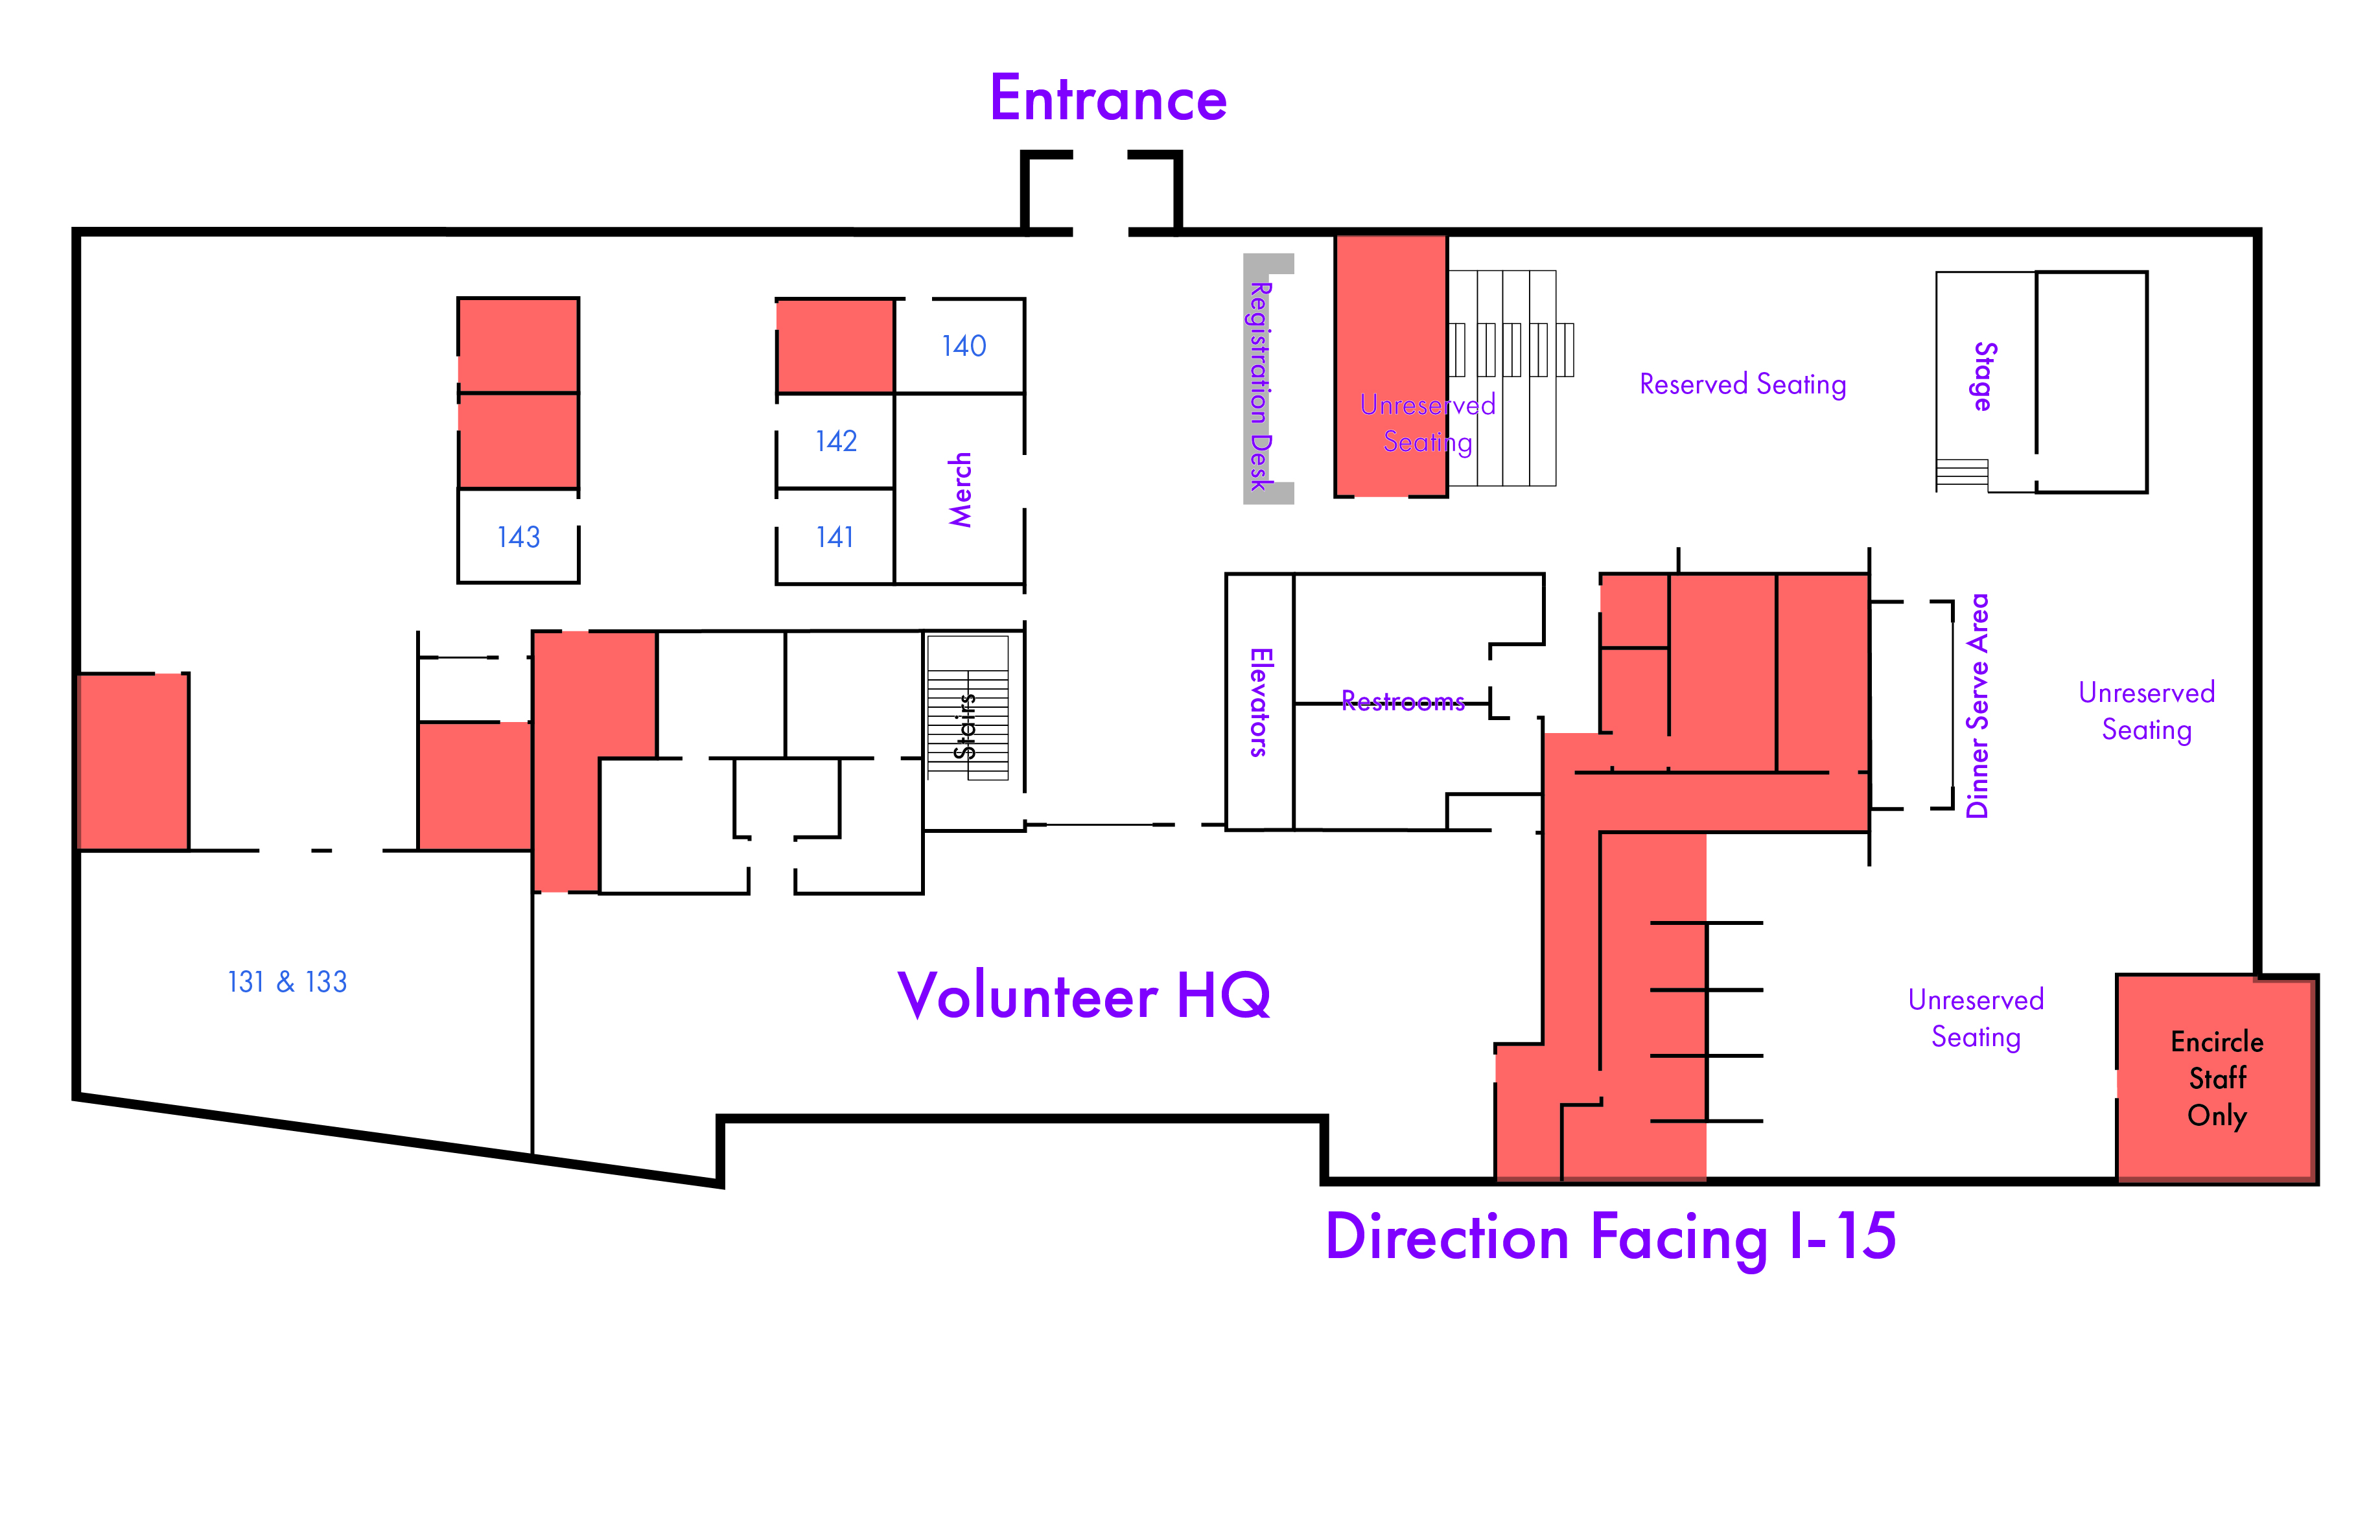 Entrance
140
Registration Desk
Unreserved
Seating
Reserved Seating
Stage
142
Merch
143
141
Elevators
Restrooms
Stairs
Dinner Serve Area
Unreserved
Seating
131 & 133
Volunteer HQ
Unreserved
Seating
Encircle
Staff
Only
Direction Facing I-15